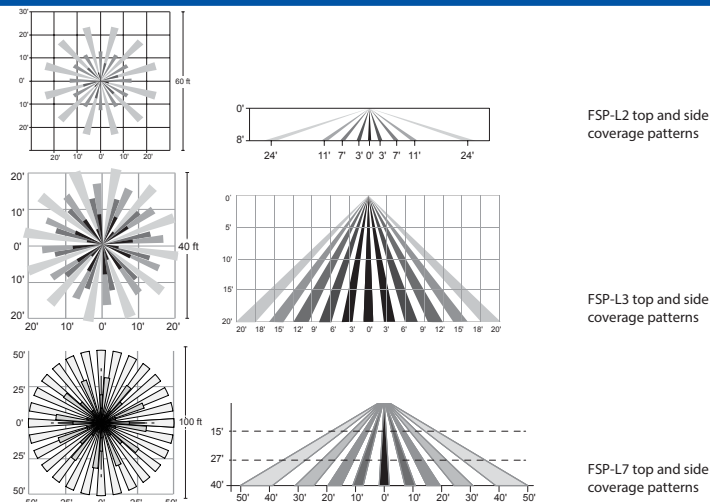 30'
20'
10'
0'
10'
20'
20' 10' 0' 10' 20'
60 ft
0'
8'
24' 11' 7' 3' 0' 3' 7' 11' 24'
FSP-L2 top and side
coverage patterns
20'
10'
0'
10'
20'
20' 10' 0' 10' 20'
40 ft
0'
5'
10'
15'
20'
20' 18' 15' 12' 9' 6' 3' 0' 3' 6' 9' 12' 15' 18' 20'
FSP-L3 top and side
coverage patterns
50'
25'
0'
25'
50'
50' 25' 0' 25' 50'
100 ft
15'
27'
40'
50' 40' 30' 20' 10' 0' 10' 20' 30' 40' 50'
FSP-L7 top and side
coverage patterns